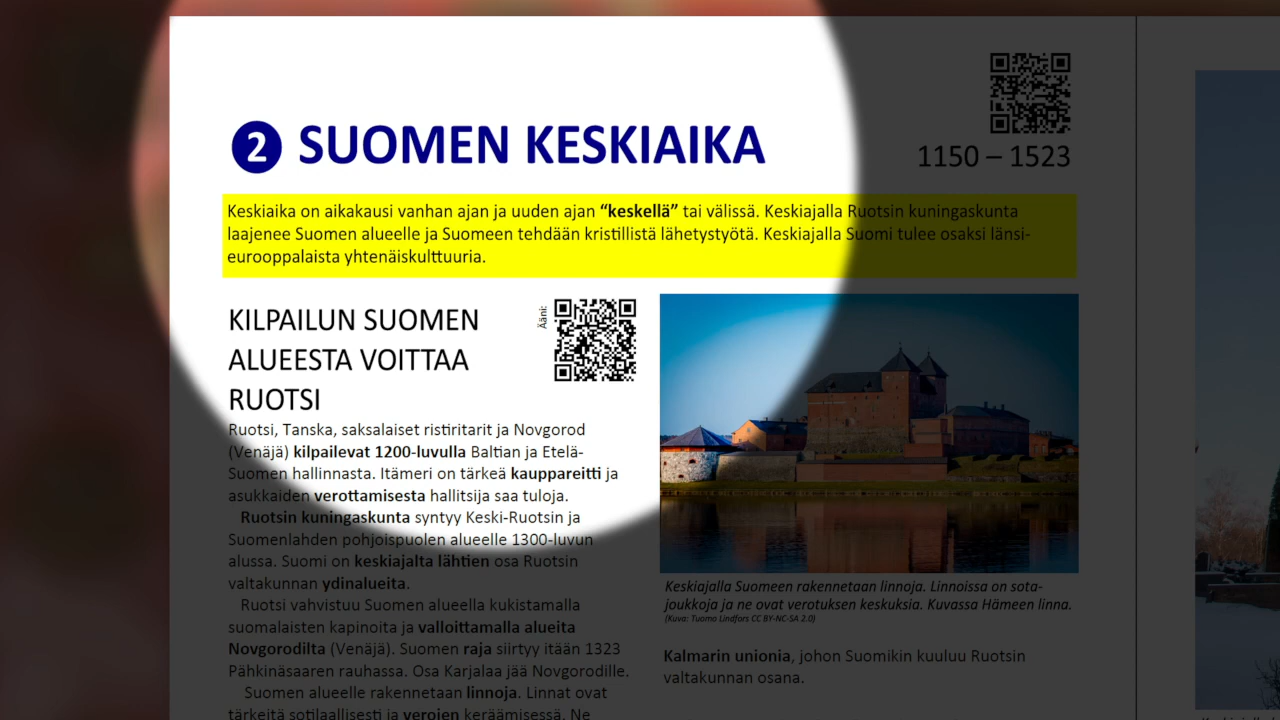 2 SUOMEN KESKIAIKA
1150 – 1523
Keskiaika on aikakausi vanhan ajan ja uuden ajan “keskellä” tai välissä. Keskiajalla Ruotsin kuningaskunta
laajenee Suomen alueelle ja Suomeen tehdään kristillistä lähetystyötä. Keskiajalla Suomi tulee osaksi länsi-
eurooppalaista yhtenäiskulttuuria.
KILPAILUN SUOMEN
ALUEESTA VOITTAA
RUOTSI
Ääni:
Ruotsi, Tanska, saksalaiset ristiritarit ja Novgorod
(Venäjä) kilpailevat 1200-luvulla Baltian ja Etelä-
Suomen hallinnasta. Itämeri on tärkeä kauppareitti ja
asukkaiden verottamisesta hallitsija saa tuloja.
Ruotsin kuningaskunta syntyy Keski-Ruotsin ja
Suomenlahden pohjoispuolen alueelle 1300-luvun
alussa. Suomi on keskiajalta lähtien osa Ruotsin
valtakunnan ydinalueita.
Ruotsi vahvistuu Suomen alueella kukistamalla
suomalaisten kapinoita ja valloittamalla alueita
Novgorodilta (Venäjä). Suomen raja siirtyy itään 1323
Pähkinäsaaren rauhassa. Osa Karjalaa jää Novgorodille.
Suomen alueelle rakennetaan linnoja. Linnat ovat
tärkeitä sotilaallisesti ja verojen keräämisessä. Ne
Keskiajalla Suomeen rakennetaan linnoja. Linnoissa on sota-
joukkoja ja ne ovat verotuksen keskuksia. Kuvassa Hämeen linna.
(Kuva: Tuomo Lindfors CC BY-NC-SA 2.0)
Kalmarin unionia, johon Suomikin kuuluu Ruotsin
valtakunnan osana.